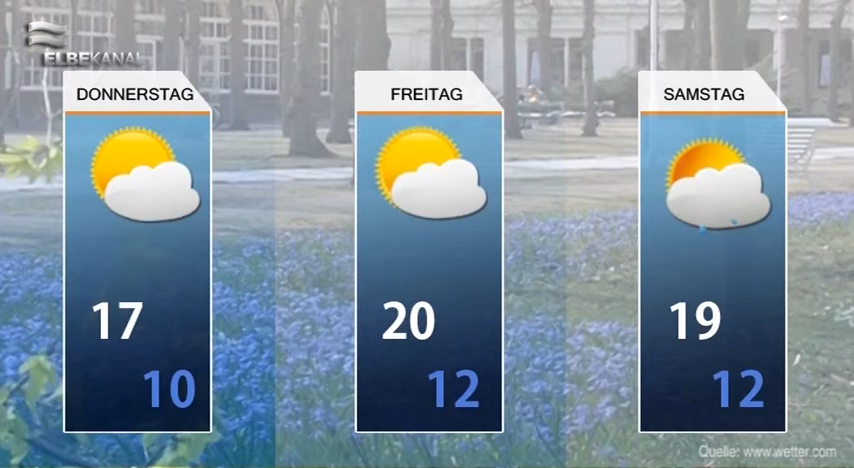 ELBEKANAL
DONNERSTAG
FREITAG
SAMSTAG
17
20
19
10
12
12
Quelle: www.wetter.com